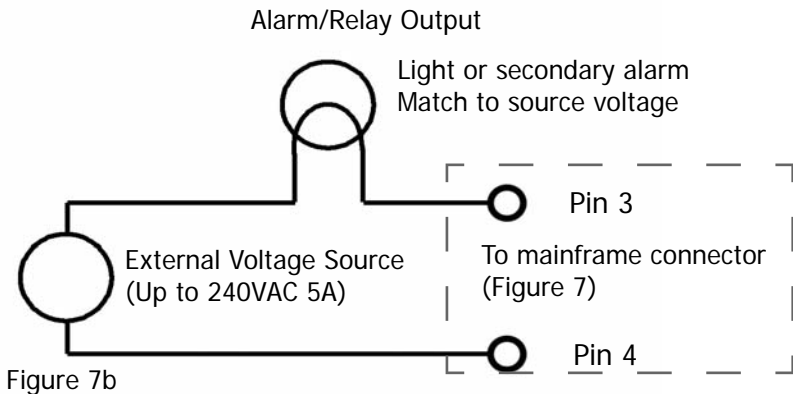 Alarm/Relay Output
Light or secondary alarm
Match to source voltage
Pin 3
External Voltage Source
(Up to 240VAC 5A)
To mainframe connector
(Figure 7)
Pin 4
Figure 7b